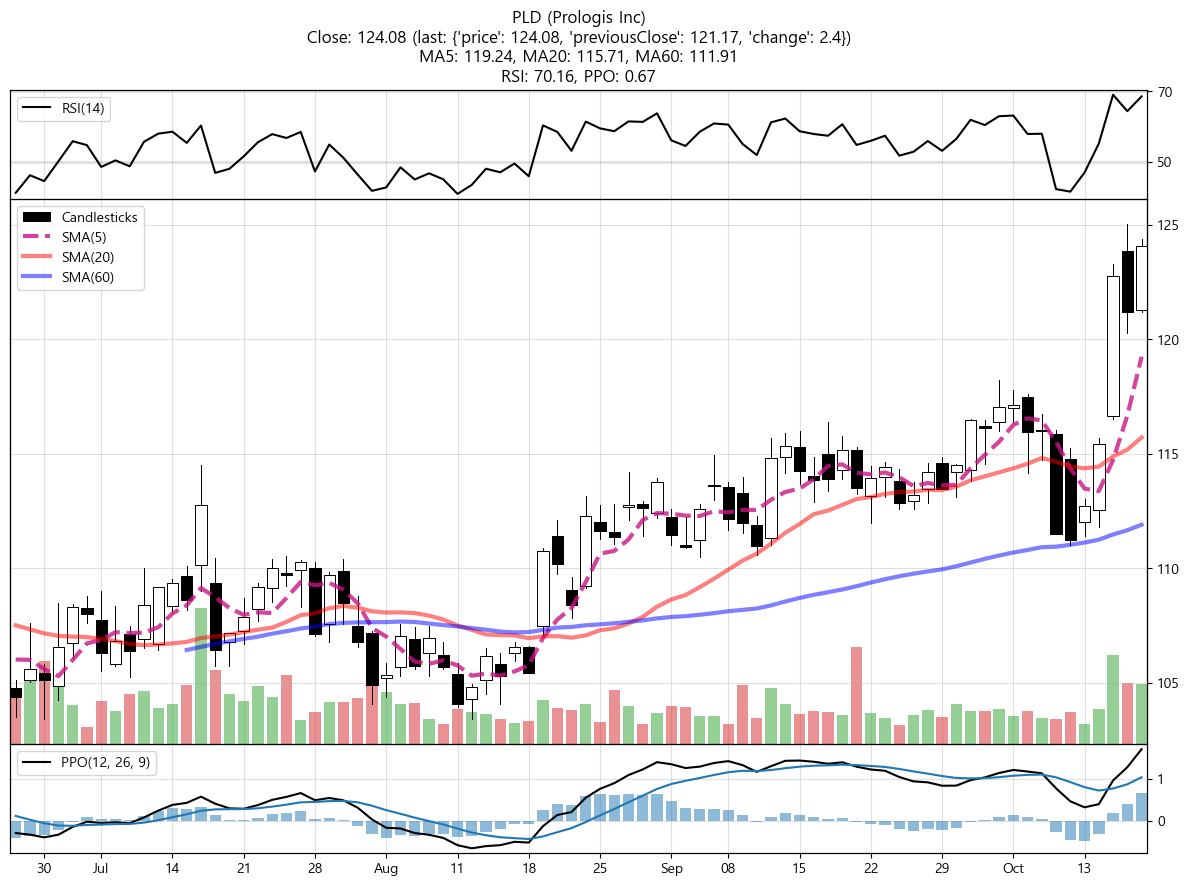 PLD (Prologis Inc)
Close: 124.08 (last: {'price': 124.08, 'previousClose': 121.17, 'change': 2.4})
MA5: 119.24, MA20: 115.71, MA60: 111.91
RSI: 70.16, PPO: 0.67
RSI(14)
70
50
Candlesticks
SMA(5)
SMA(20)
SMA(60)
125
120
115
110
105
PPO(12, 26, 9)
1
0
30 Jul 14 21 28 Aug 11 18 25 Sep 08 15 22 29 Oct 13